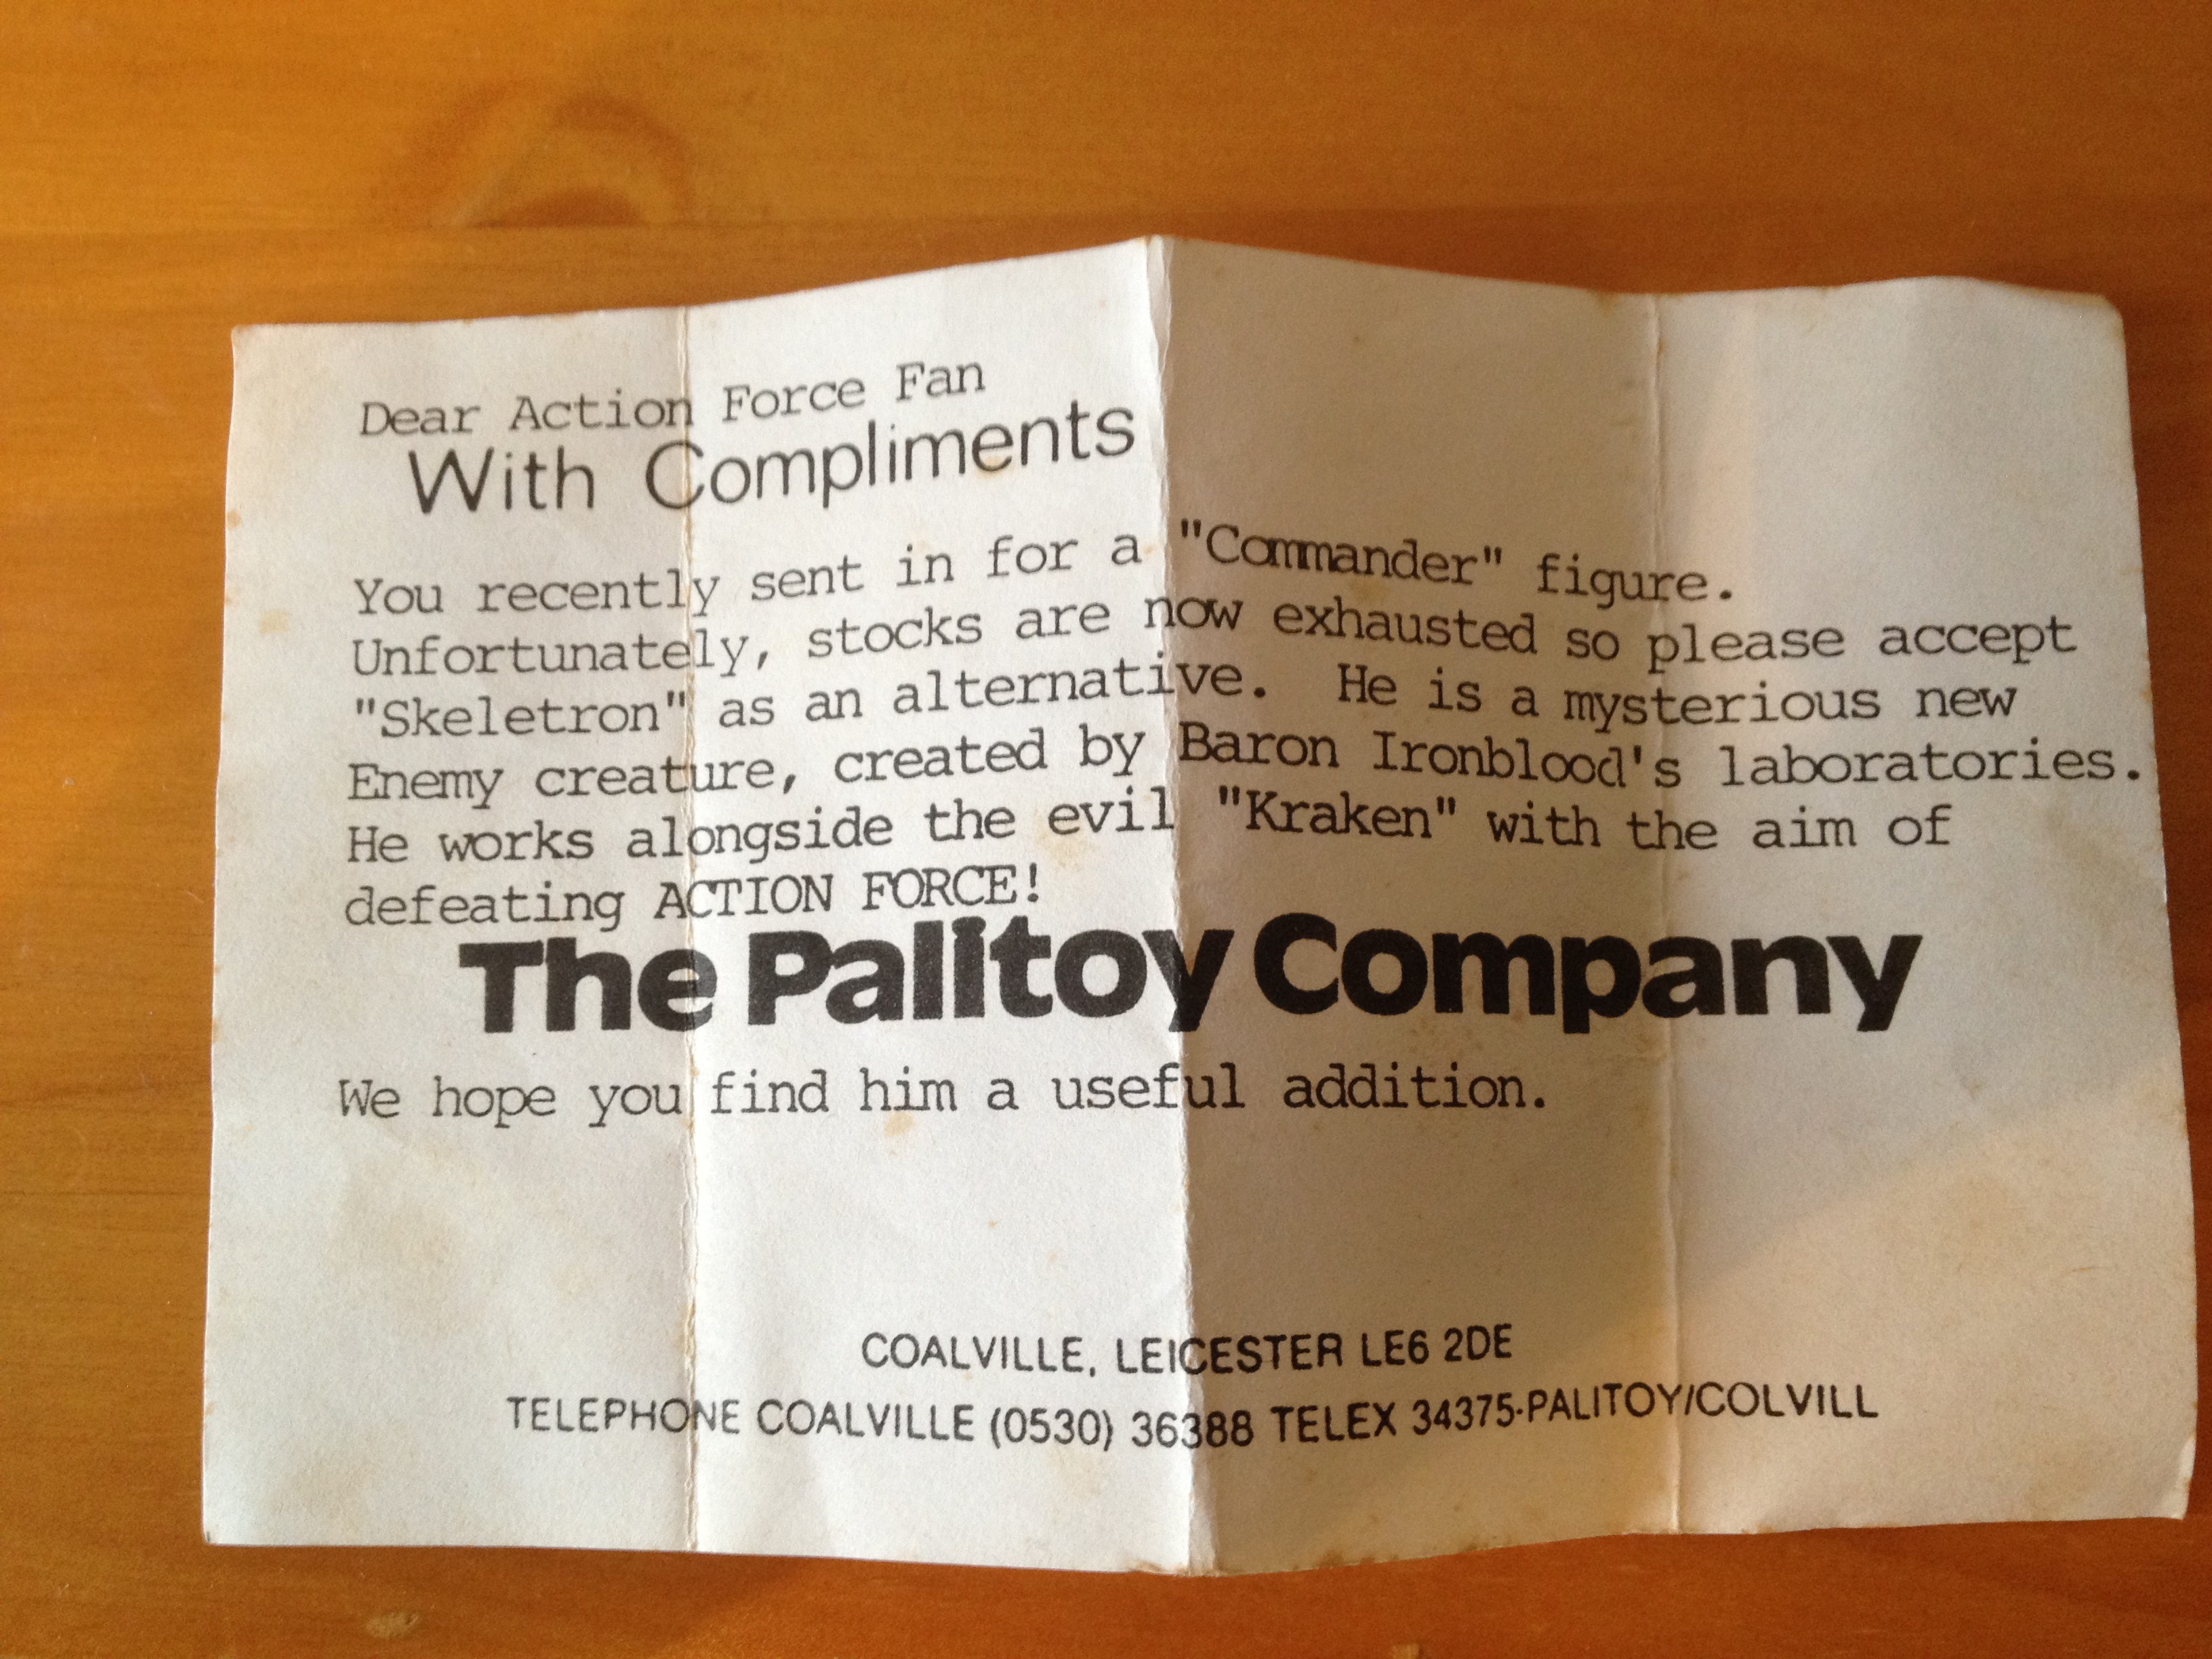 Dear Action Force Fan
With Compliments
You recently sent in for a "Commander" figure.
Unfortunately, stocks are now exhausted so please accept
"Skeletron" as an alternative. He is a mysterious new
Enemy creature, created by Baron Ironblood's laboratories.
He works alongside the evil "Kraken" with the aim of
defeating ACTION FORCE!
The Palitoy Company
We hope you find him a useful addition.
COALVILLE, LEICESTER LE6 2DE
TELEPHONE COALVILLE (0530) 36388 TELEX 34375·PALITOY/COLVILL